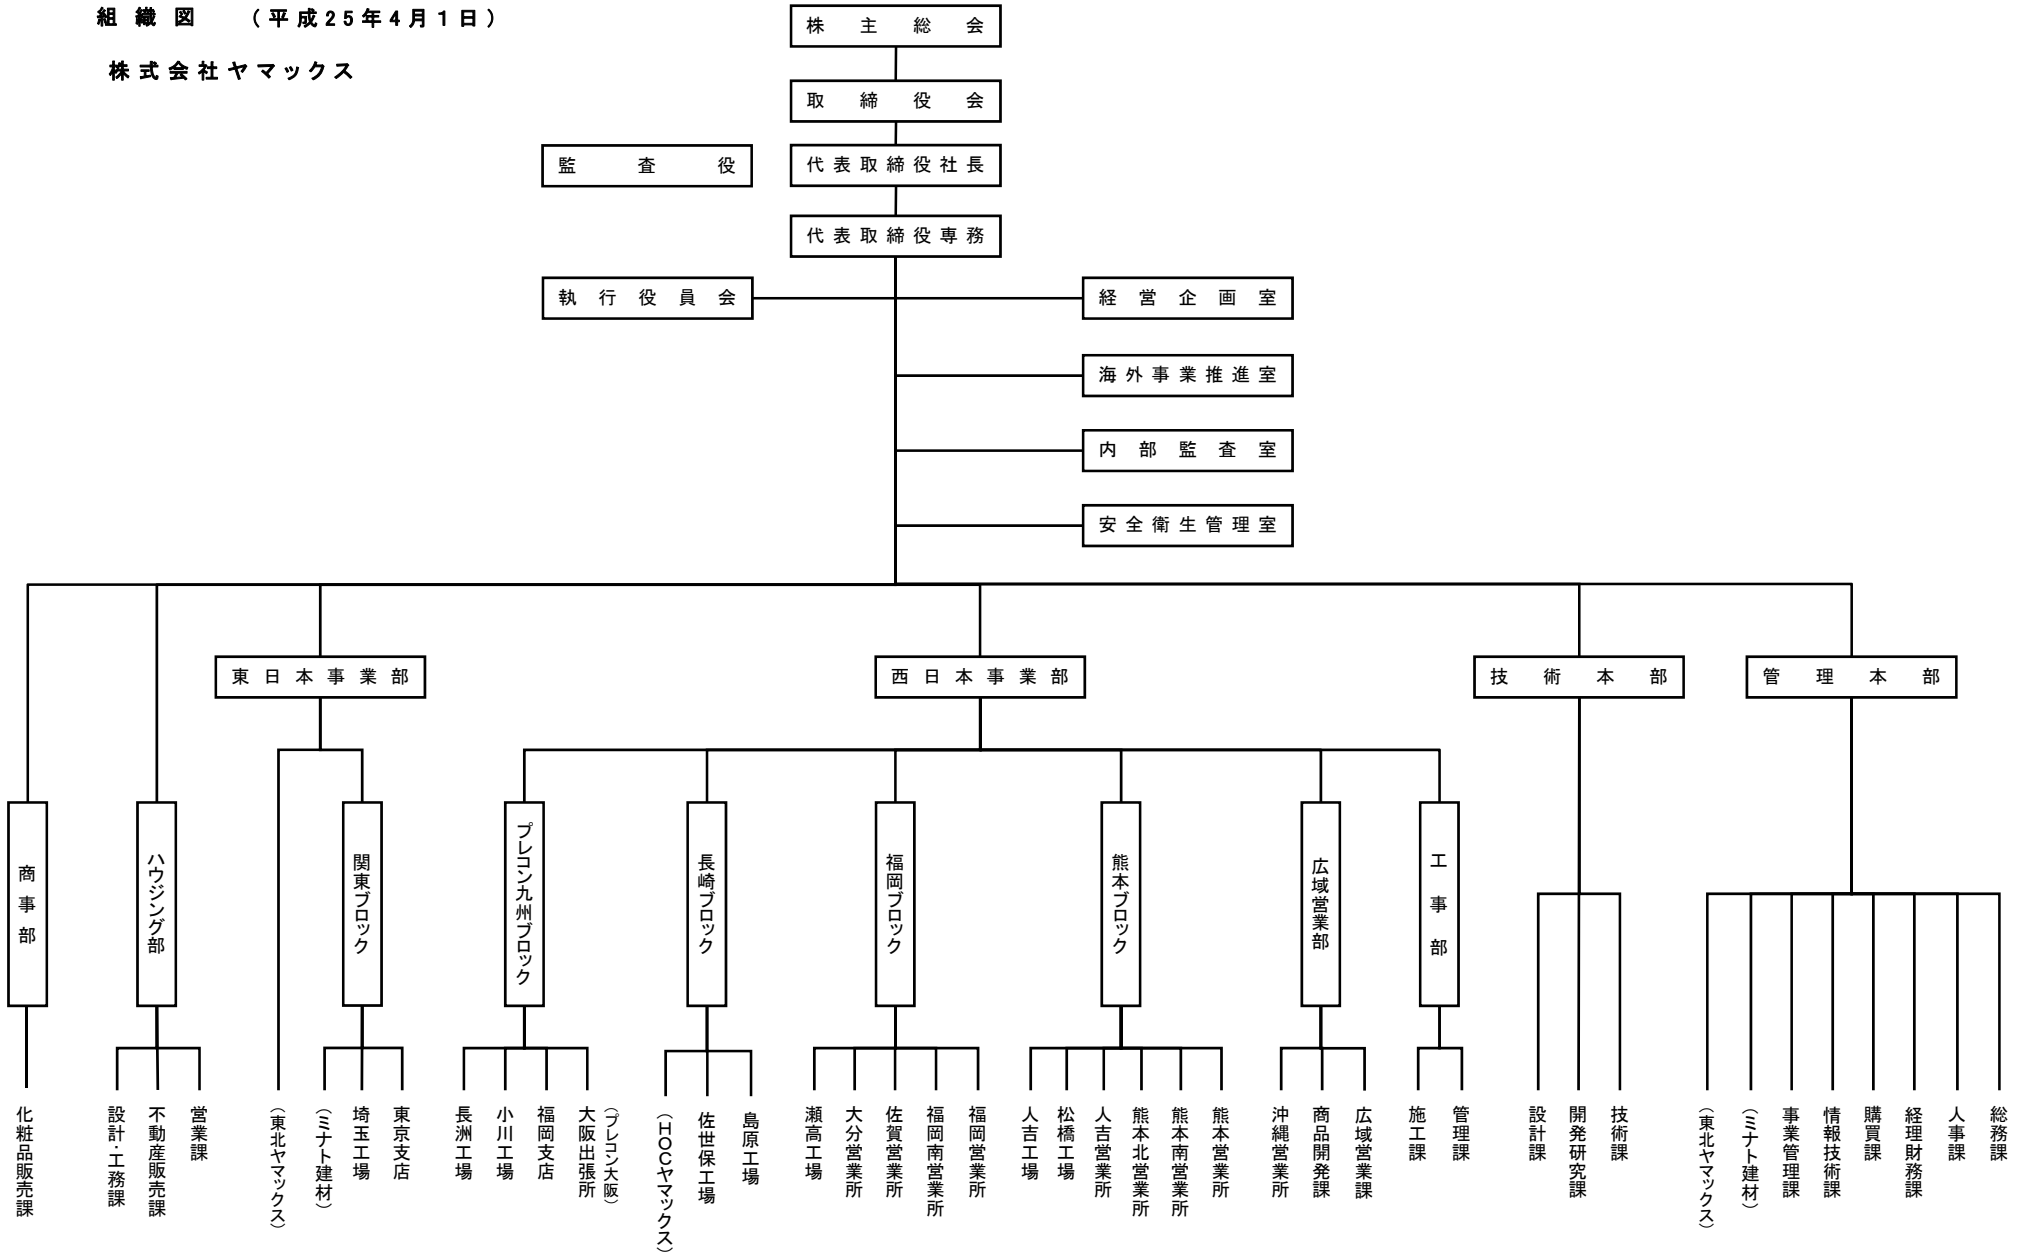 組織図 （平成25年4月1日）
株式会社ヤマックス
株主総会
取締役会
監査役
代表取締役社長
代表取締役専務
執行役員会
経営企画室
海外事業推進室
内部監査室
安全衛生管理室
東日本事業部
西日本事業部
技術本部
管理本部
商事部
ハウジング部
関東ブロック
プレコン九州ブロック
長崎ブロック
福岡ブロック
熊本ブロック
広域営業部
工事部
化粧品販売課
設計・工務課
不動産販売課
営業課
（東北ヤマックス）
（ミナト建材）
埼玉工場
東京支店
長洲工場
小川工場
福岡支店
大阪出張所
（プレコン大阪）
（ＨＯＣヤマックス）
佐世保工場
島原工場
瀬高工場
大分営業所
佐賀営業所
福岡南営業所
福岡営業所
人吉工場
松橋工場
人吉営業所
熊本北営業所
熊本南営業所
熊本営業所
沖縄営業所
商品開発課
広域営業課
施工課
管理課
設計課
開発研究課
技術課
（東北ヤマックス）
（ミナト建材）
事業管理課
情報技術課
購買課
経理財務課
人事課
総務課